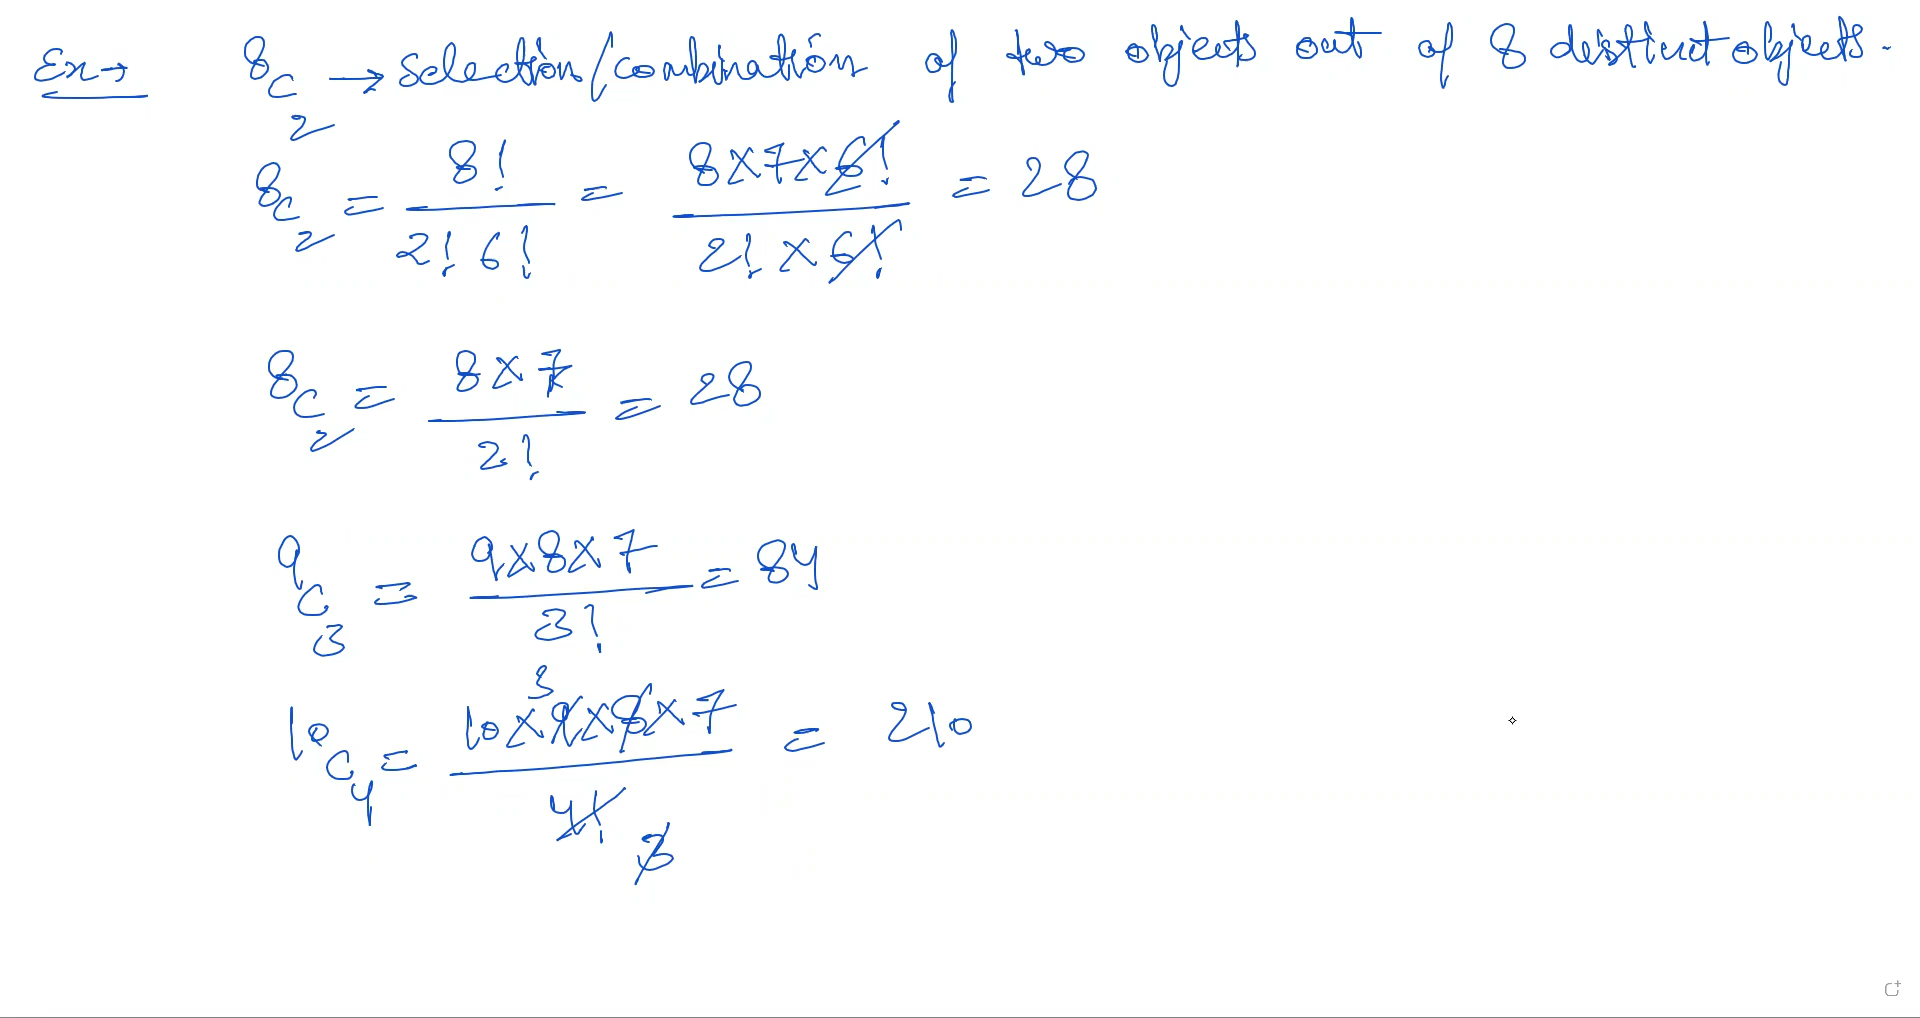 Ex→ 8C2 → selection/combination of two objects out of 8 distinct objects.
8C2 = 8!/2! 6! = 8×7×6!/2!×6! = 28
8C2 = 8×7/2! = 28
9C3 = 9×8×7/3! = 84
3
10C4 = 10×9×8×7/4! = 210
3